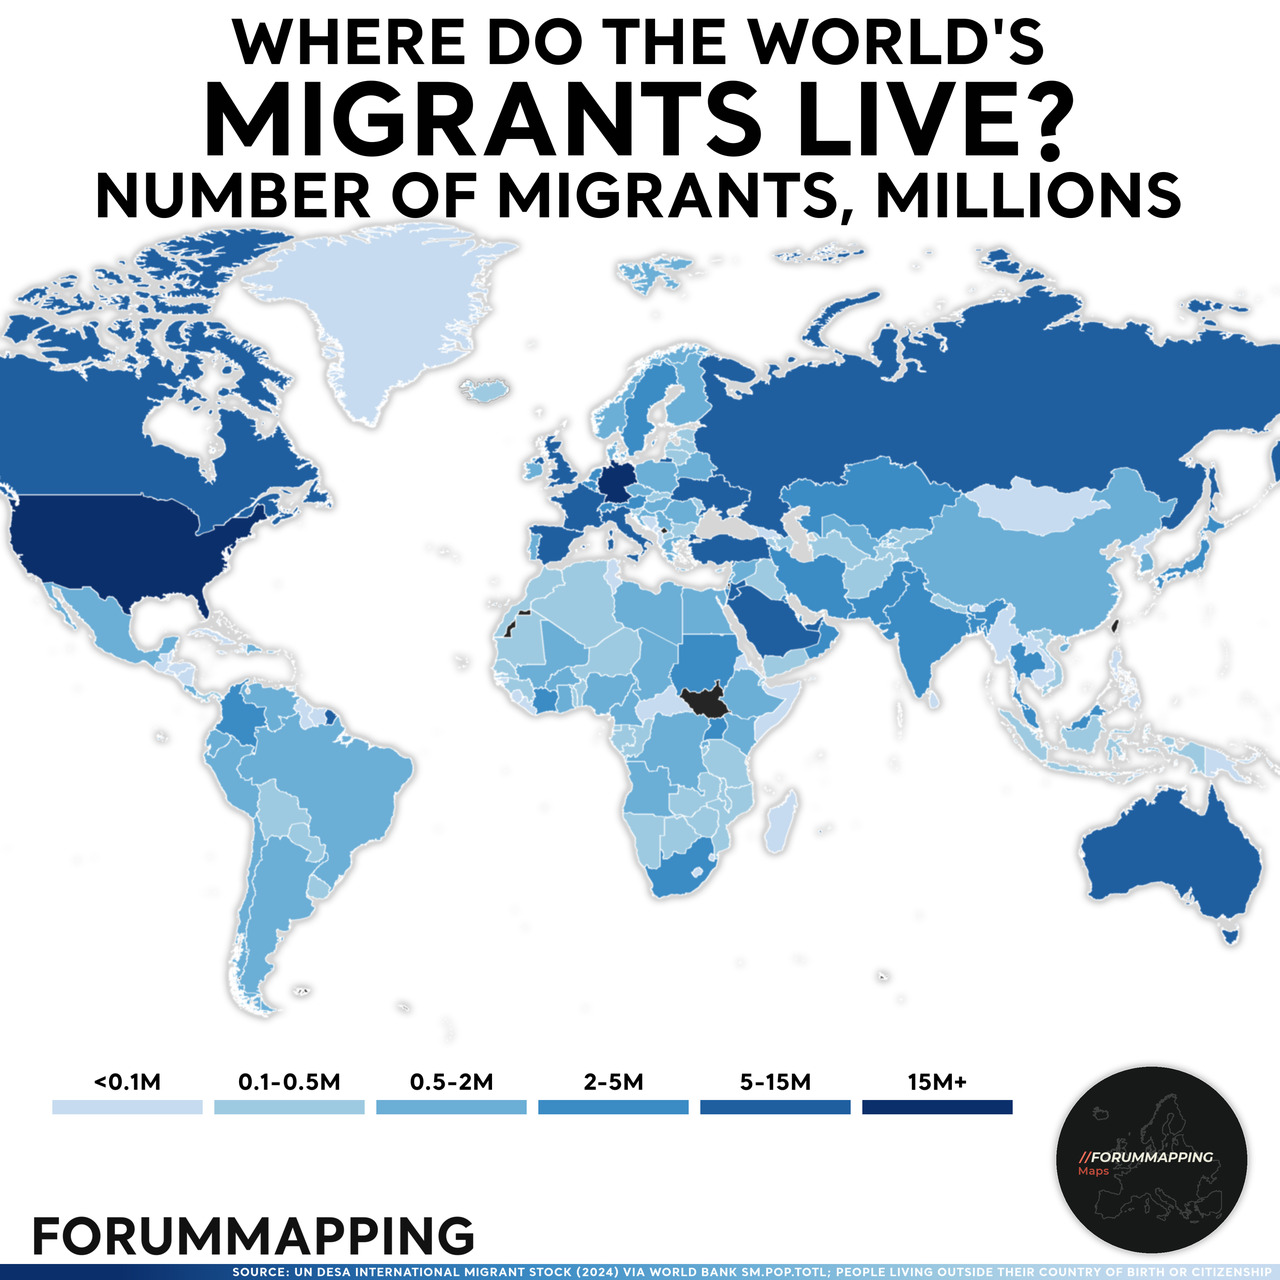 WHERE DO THE WORLD'S
MIGRANTS LIVE?
NUMBER OF MIGRANTS, MILLIONS
<0.1M
0.1-0.5M
0.5-2M
2-5M
5-15M
15M+
//FORUMMAPPING
Maps
FORUMMAPPING
SOURCE: UN DESA INTERNATIONAL MIGRANT STOCK (2024) VIA WORLD BANK SM.POP.TOTL; PEOPLE LIVING OUTSIDE THEIR COUNTRY OF BIRTH OR CITIZENSHIP